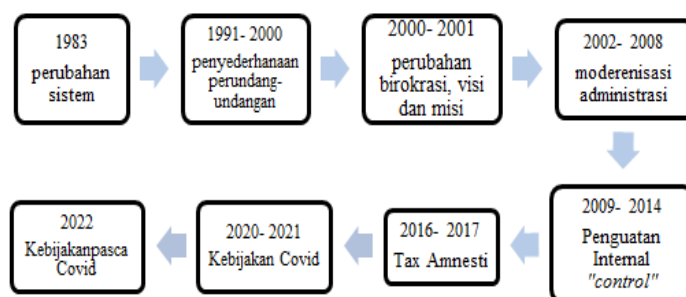 1983
perubahan
sistem
1991- 2000
penyederhanaan
perundang-
undangan
2000- 2001
perubahan
birokrasi, visi
dan misi
2002- 2008
moderenisasi
administrasi
2009- 2014
Penguatan
Internal
"control"
2016- 2017
Tax Amnesti
2020- 2021
Kebijakan Covid
2022
Kebijakanpasca
Covid